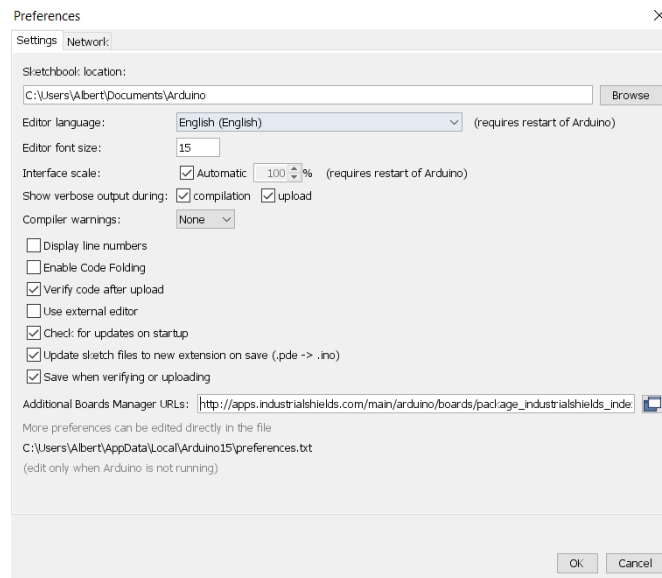 Preferences
Settings Network
Sketchbook location:
C:\Users\Albert\Documents\Arduino Browse
Editor language: English (English) (requires restart of Arduino)
Editor font size: 15
Interface scale: Automatic 100 % (requires restart of Arduino)
Show verbose output during: compilation upload
Compiler warnings: None
Display line numbers
Enable Code Folding
Verify code after upload
Use external editor
Check for updates on startup
Update sketch files to new extension on save (.pde -> .ino)
Save when verifying or uploading
Additional Boards Manager URLs: http://apps.industrialshields.com/main/arduino/boards/package_industrialshields_inde
More preferences can be edited directly in the file
C:\Users\Albert\AppData\Local\Arduino15\preferences.txt
(edit only when Arduino is not running)
OK Cancel